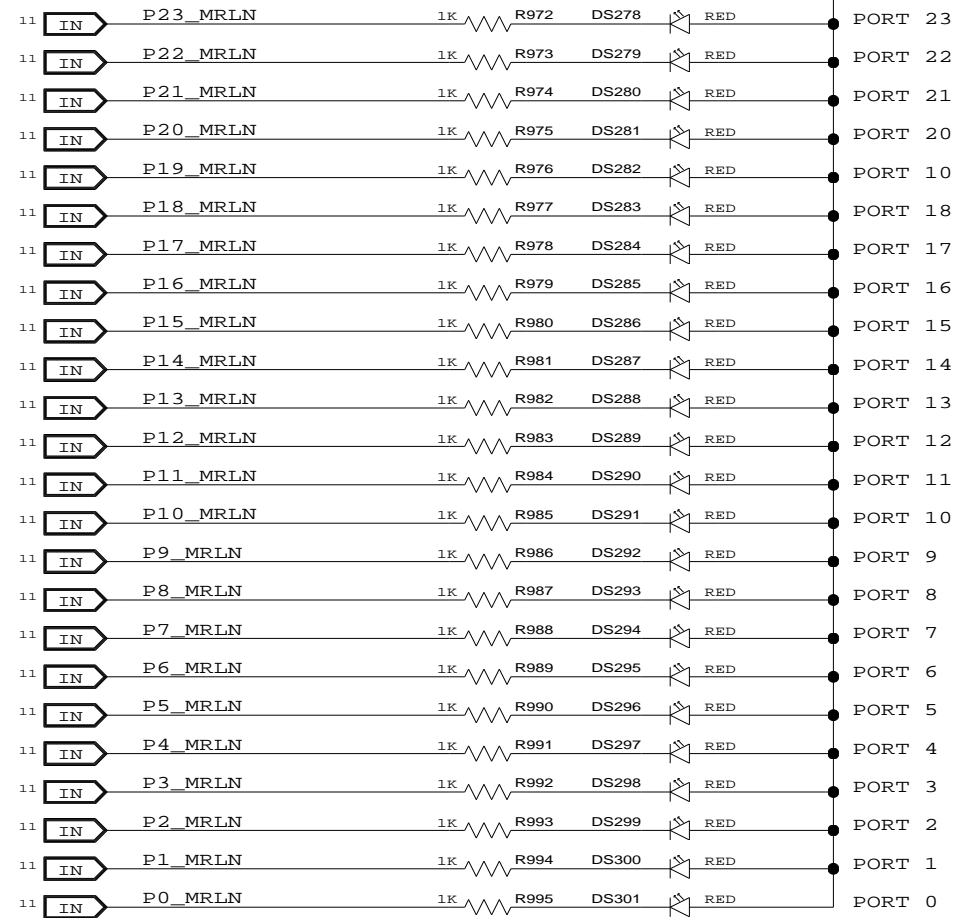 11 IN P23_MRLN 1K R972 DS278 RED PORT 23
11 IN P22_MRLN 1K R973 DS279 RED PORT 22
11 IN P21_MRLN 1K R974 DS280 RED PORT 21
11 IN P20_MRLN 1K R975 DS281 RED PORT 20
11 IN P19_MRLN 1K R976 DS282 RED PORT 10
11 IN P18_MRLN 1K R977 DS283 RED PORT 18
11 IN P17_MRLN 1K R978 DS284 RED PORT 17
11 IN P16_MRLN 1K R979 DS285 RED PORT 16
11 IN P15_MRLN 1K R980 DS286 RED PORT 15
11 IN P14_MRLN 1K R981 DS287 RED PORT 14
11 IN P13_MRLN 1K R982 DS288 RED PORT 13
11 IN P12_MRLN 1K R983 DS289 RED PORT 12
11 IN P11_MRLN 1K R984 DS290 RED PORT 11
11 IN P10_MRLN 1K R985 DS291 RED PORT 10
11 IN P9_MRLN 1K R986 DS292 RED PORT 9
11 IN P8_MRLN 1K R987 DS293 RED PORT 8
11 IN P7_MRLN 1K R988 DS294 RED PORT 7
11 IN P6_MRLN 1K R989 DS295 RED PORT 6
11 IN P5_MRLN 1K R990 DS296 RED PORT 5
11 IN P4_MRLN 1K R991 DS297 RED PORT 4
11 IN P3_MRLN 1K R992 DS298 RED PORT 3
11 IN P2_MRLN 1K R993 DS299 RED PORT 2
11 IN P1_MRLN 1K R994 DS300 RED PORT 1
11 IN P0_MRLN 1K R995 DS301 RED PORT 0